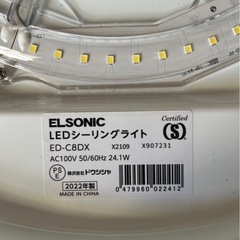 ELSONIC
Certified
LEDシーリングライト
S
ED-C8DX X2109 X907231
AC100V 50/60Hz 24.1W
PS
E
株式会社ドウシシャ
2022年製
MADE IN CHINA
0479960022412